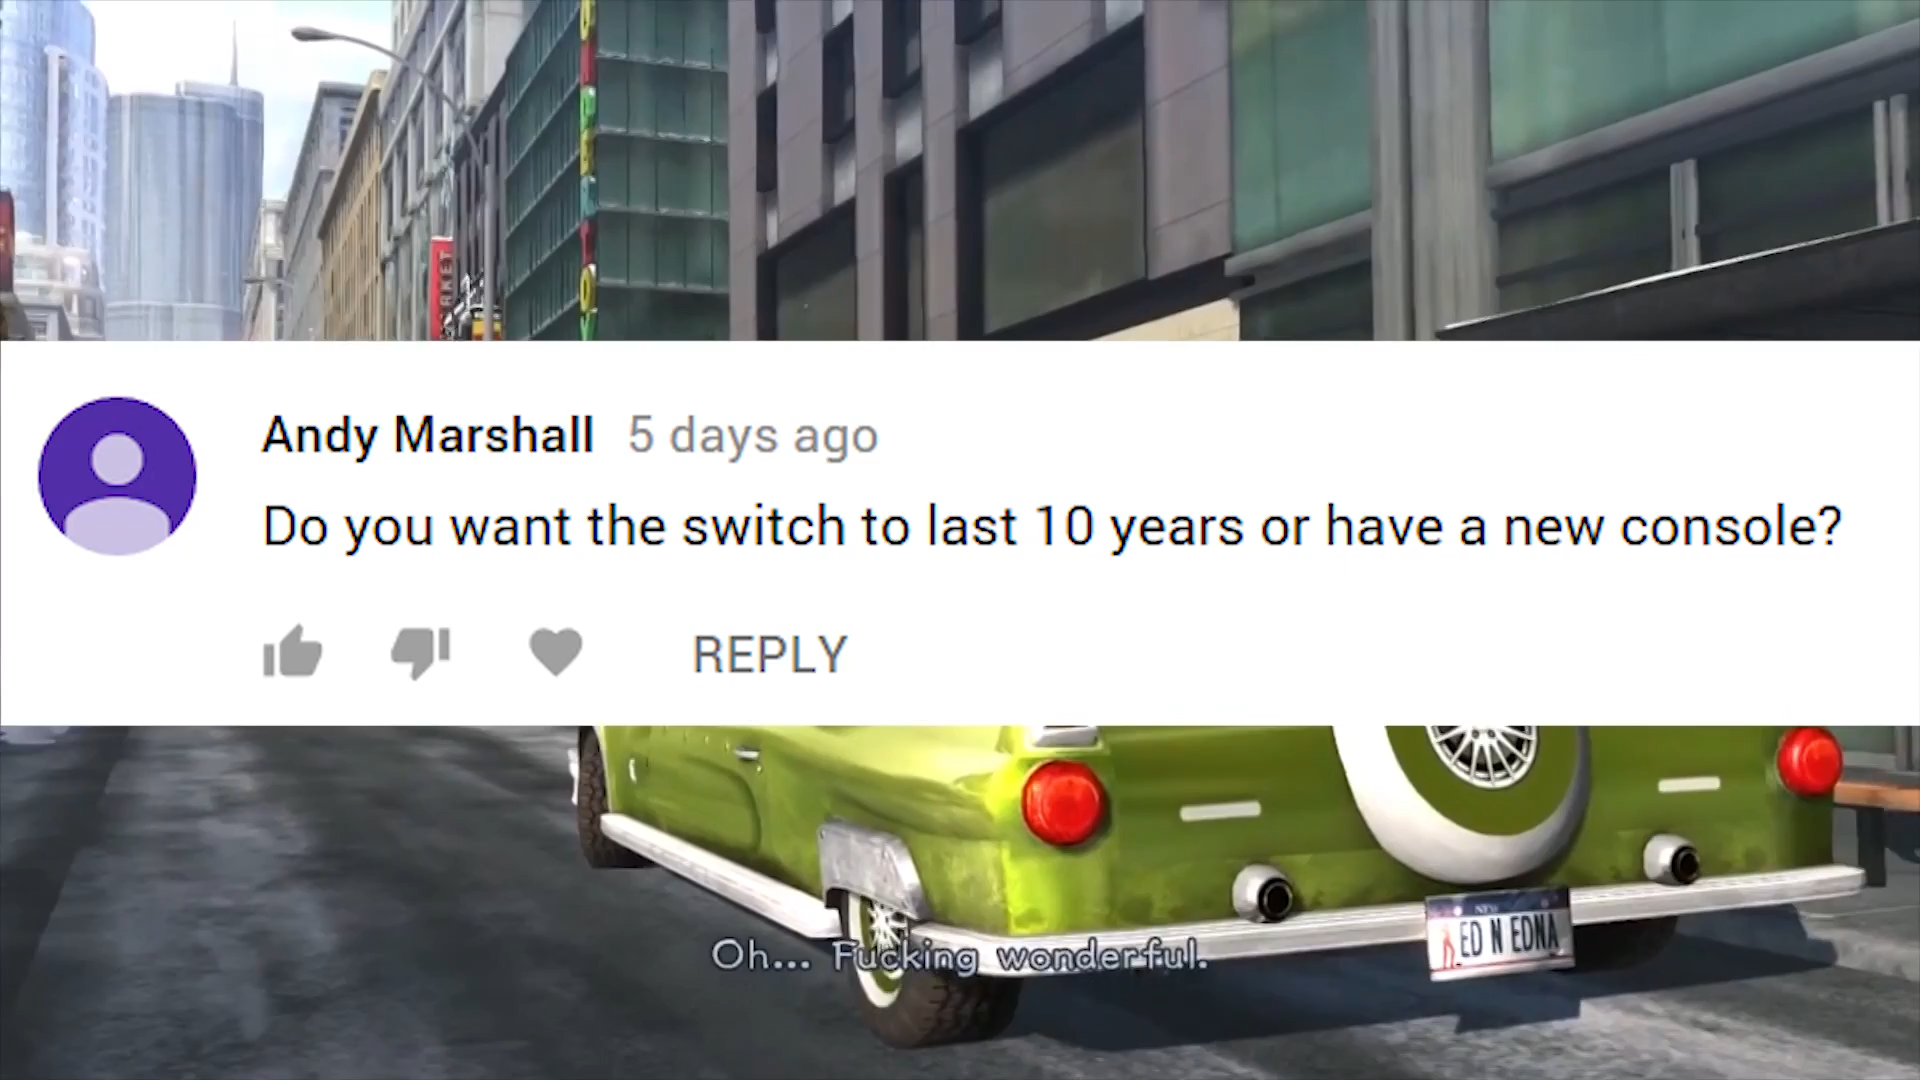 MARKET
Andy Marshall 5 days ago
Do you want the switch to last 10 years or have a new console?
REPLY
ED N EDNA
Oh... Fucking wonderful.